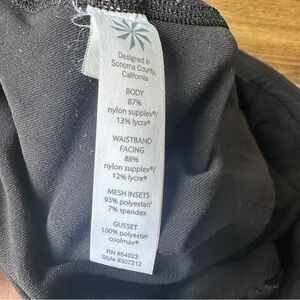 Designed in
Sonoma County,
California
BODY
87%
nylon supplex®/
13% lycra®
WAISTBAND
FACING
88%
nylon supplex®/
12% lycra®
MESH INSETS
93% polyester/
7% spandex
GUSSET
100% polyester
coolmax®
RN #54023
Style #307212